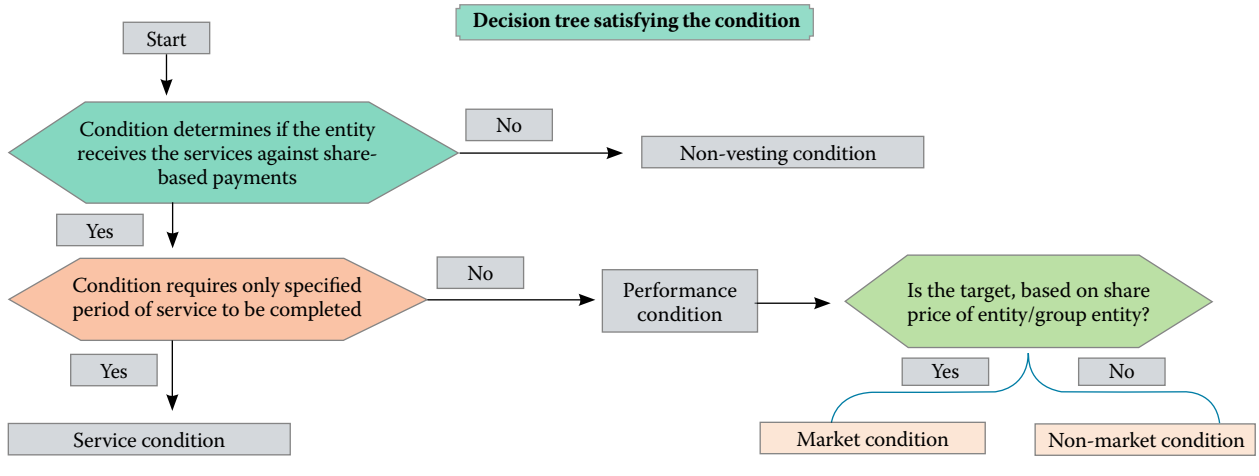 Decision tree satisfying the condition
Start
Condition determines if the entity
receives the services against share-
based payments
No
Non-vesting condition
Yes
Condition requires only specified
period of service to be completed
No
Performance
condition
Is the target, based on share
price of entity/group entity?
Yes
No
Yes
Service condition
Market condition
Non-market condition